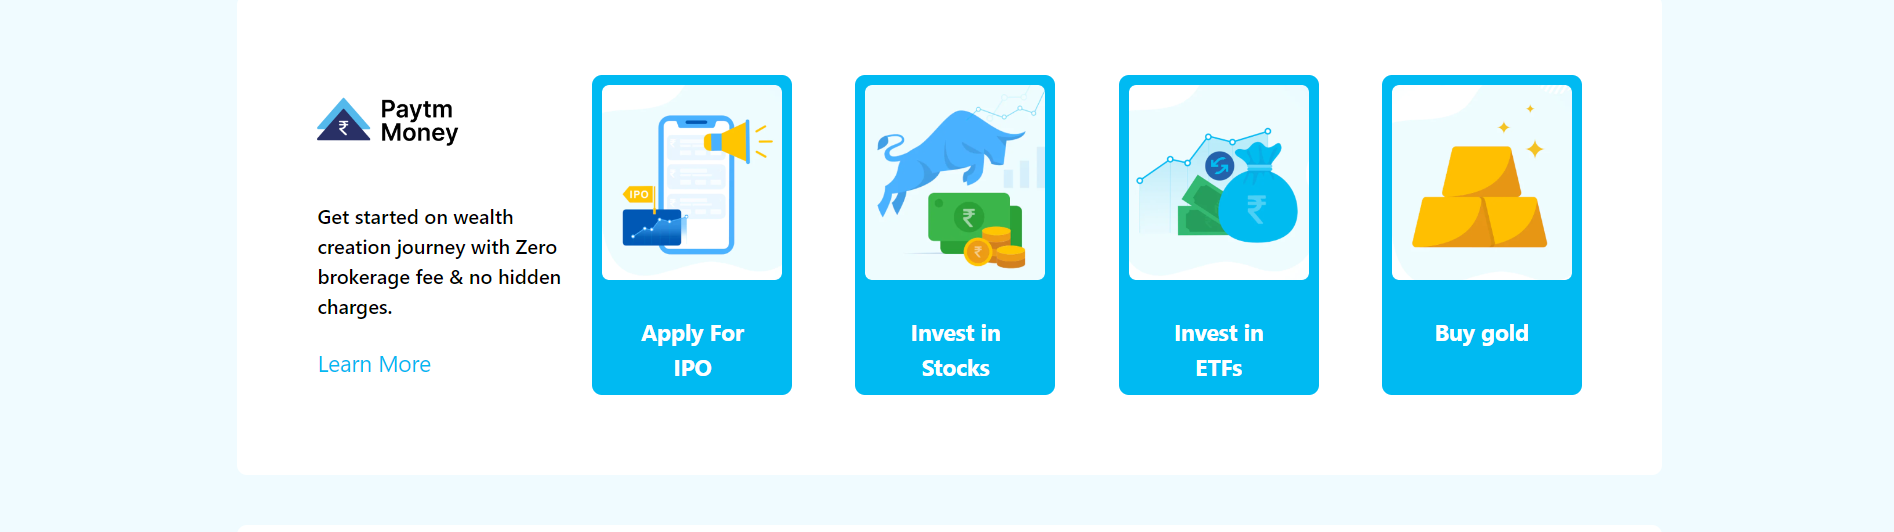 Paytm
Money
Get started on wealth
creation journey with Zero
brokerage fee & no hidden
charges.
Learn More
IPO
Apply For
IPO
Invest in
Stocks
Invest in
ETFs
Buy gold